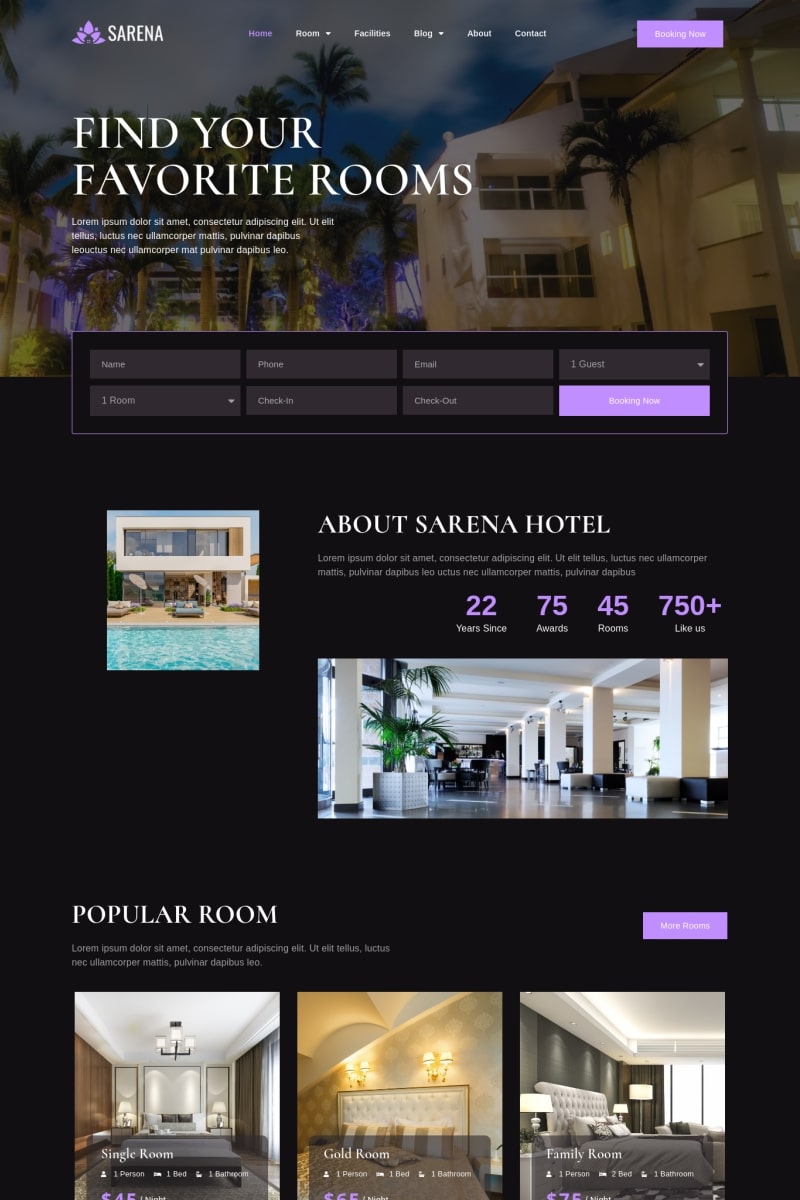 SARENA
Home Room Facilities Blog About Contact
Booking Now
FIND YOUR
FAVORITE ROOMS
Lorem ipsum dolor sit amet, consectetur adipiscing elit. Ut elit
tellus, luctus nec ullamcorper mattis, pulvinar dapibus
leouctus nec ullamcorper mat pulvinar dapibus leo.
Name Phone Email 1 Guest
1 Room Check-In Check-Out Booking Now
ABOUT SARENA HOTEL
Lorem ipsum dolor sit amet, consectetur adipiscing elit. Ut elit tellus, luctus nec ullamcorper
mattis, pulvinar dapibus leo uctus nec ullamcorper mattis, pulvinar dapibus
22 75 45 750+
Years Since Awards Rooms Like us
POPULAR ROOM
More Rooms
Lorem ipsum dolor sit amet, consectetur adipiscing elit. Ut elit tellus, luctus
nec ullamcorper mattis, pulvinar dapibus leo.
Single Room
1 Person 1 Bed 1 Bathroom
$45 / Night
Gold Room
1 Person 1 Bed 1 Bathroom
$65 / Night
Family Room
1 Person 2 Bed 1 Bathroom
$75 / Night